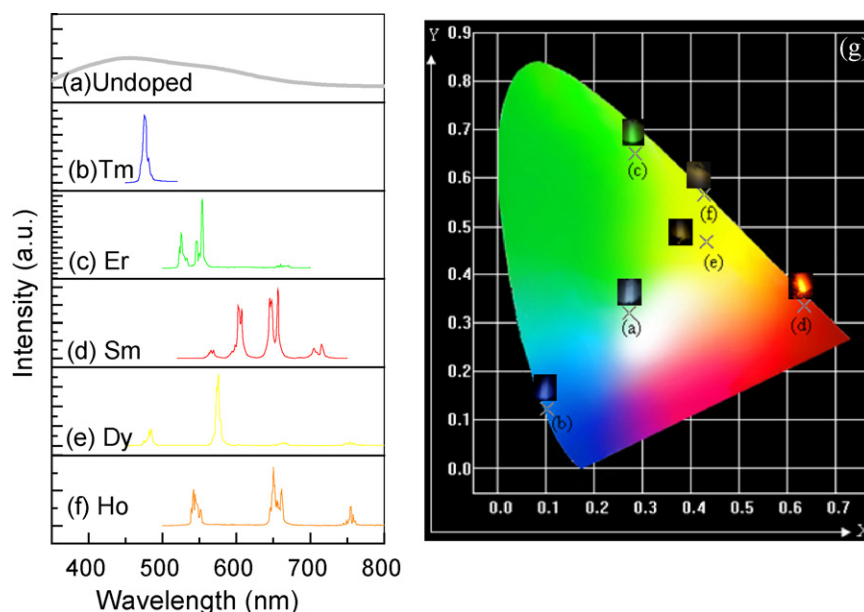 (a)Undoped
(b)Tm
(c) Er
(d) Sm
(e) Dy
(f) Ho
Intensity (a.u.)
400 500 600 700 800
Wavelength (nm)
(g)
Y
0.9
0.8
0.7
0.6
0.5
0.4
0.3
0.2
0.1
0.0
(c)
(f)
(e)
(a)
(d)
(b)
0.0 0.1 0.2 0.3 0.4 0.5 0.6 0.7
X